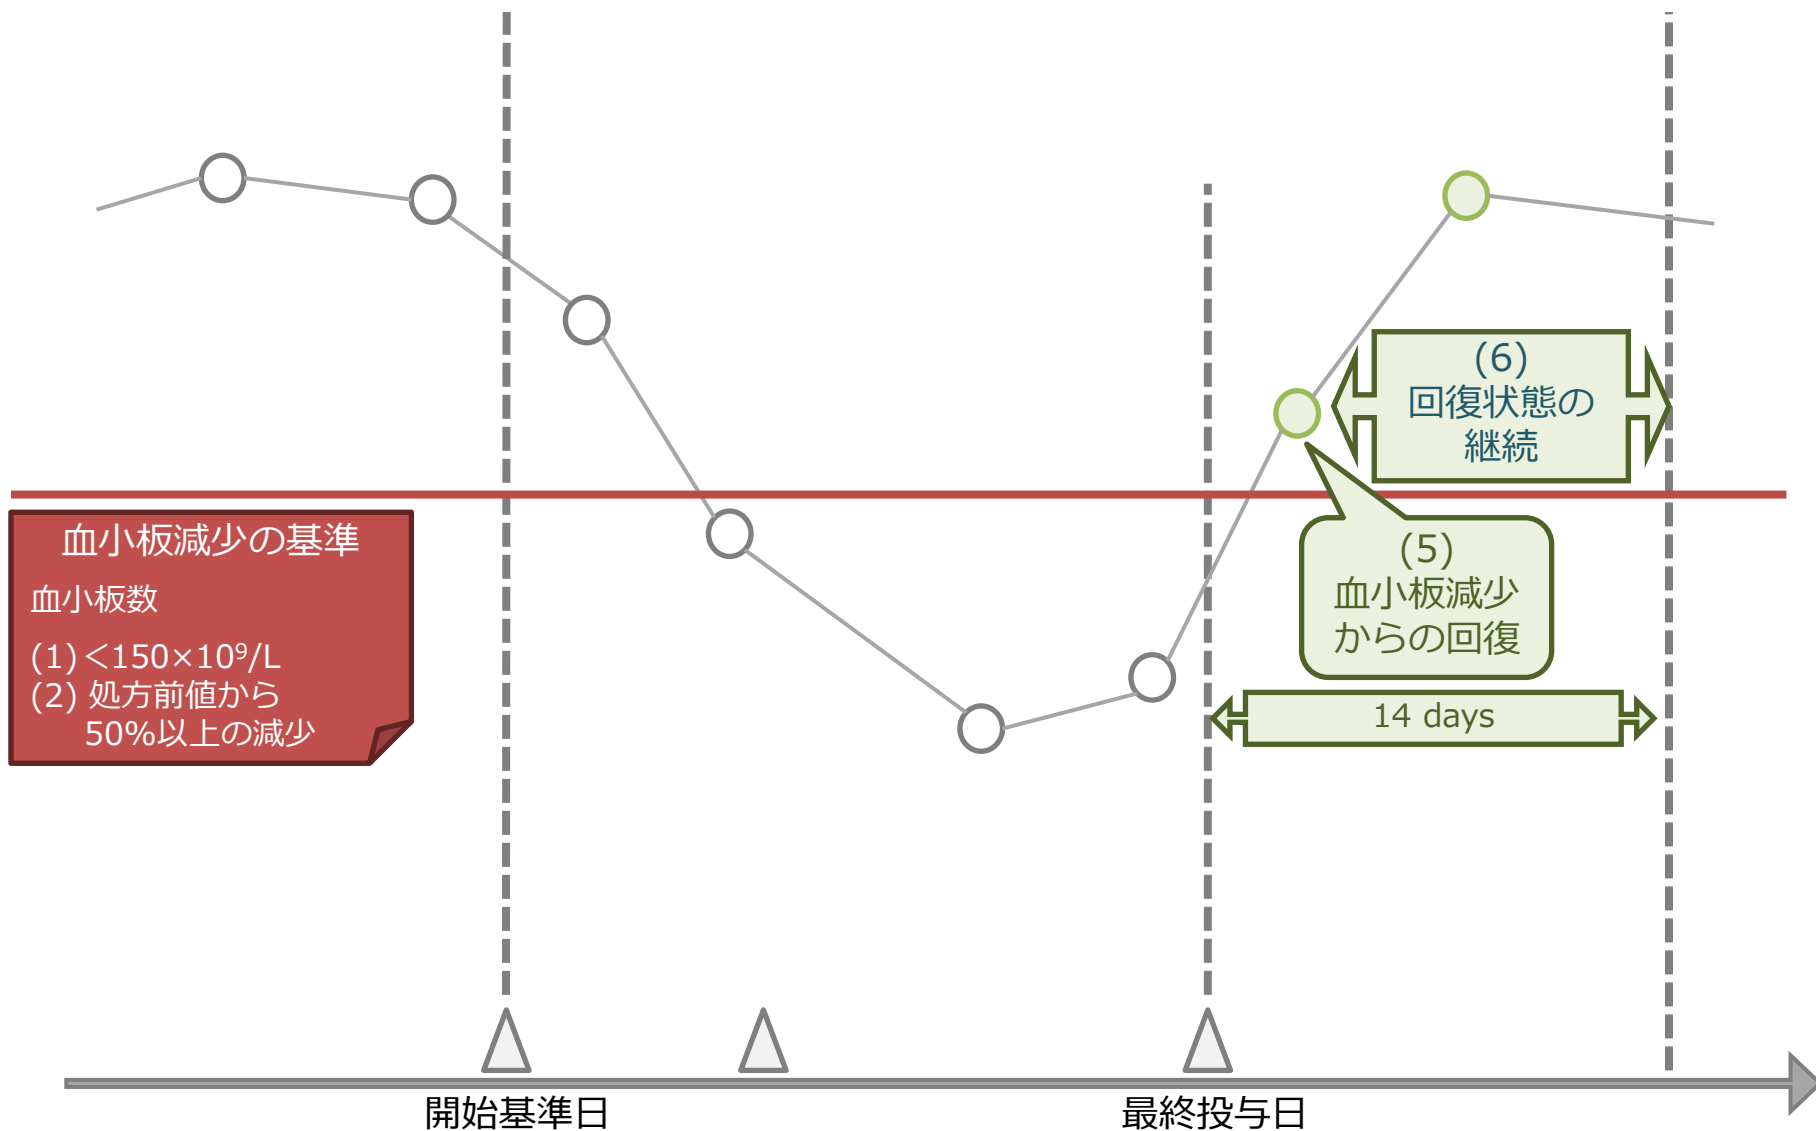 (6)
回復状態の
継続
血小板減少の基準
血小板数
(1)＜150×10⁹/L
(2) 処方前値から
50%以上の減少
(5)
血小板減少
からの回復
14 days
開始基準日
最終投与日